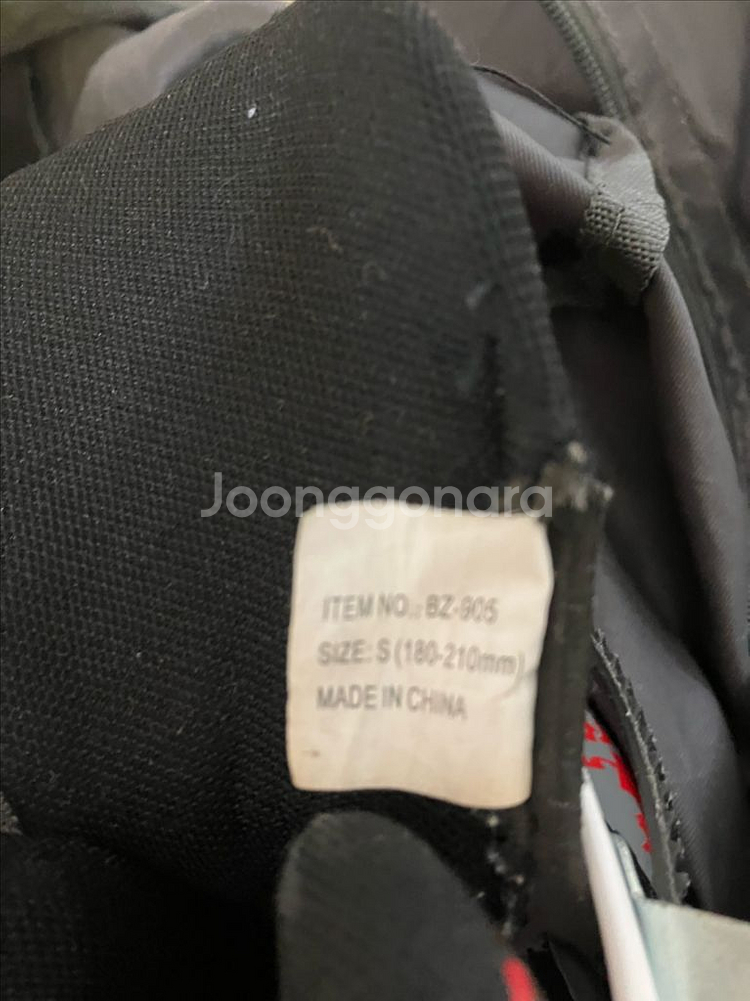 Joonggonara
ITEM NO.: BZ-905
SIZE: S (180-210mm)
MADE IN CHINA